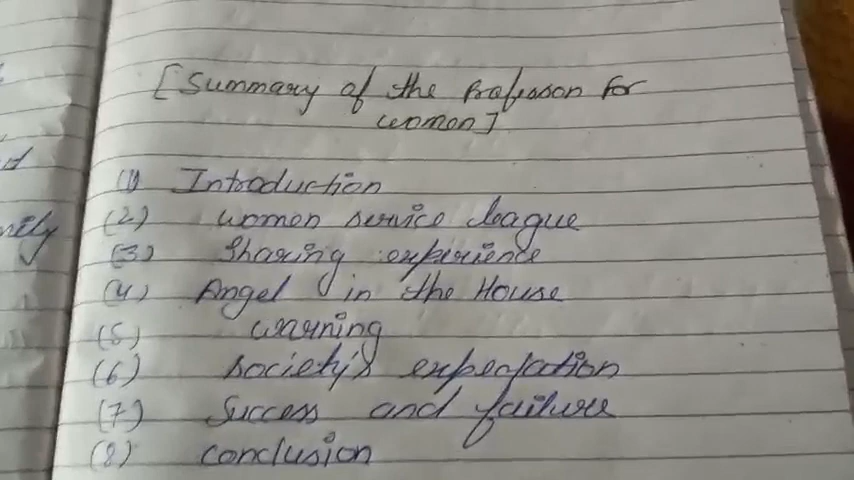 [Summary of the Profession for
women]
(1) Introduction
(2) women service league
(3) Sharing experience
(4) Angel in the House
(5) warning
(6) society's expectation
(7) Success and failure
(8) conclusion